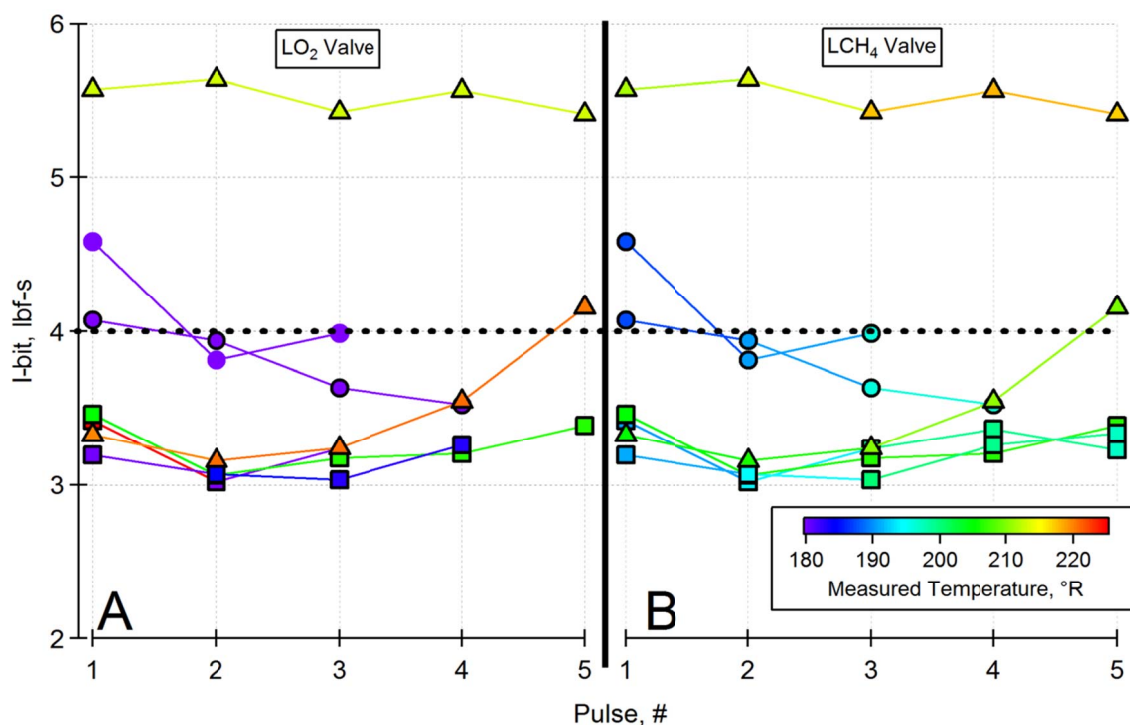 6
5
4
3
2
I-bit, lbf-s
LO₂ Valve
LCH₄ Valve
A
B
180 190 200 210 220
Measured Temperature, °R
1 2 3 4 5
1 2 3 4 5
Pulse, #